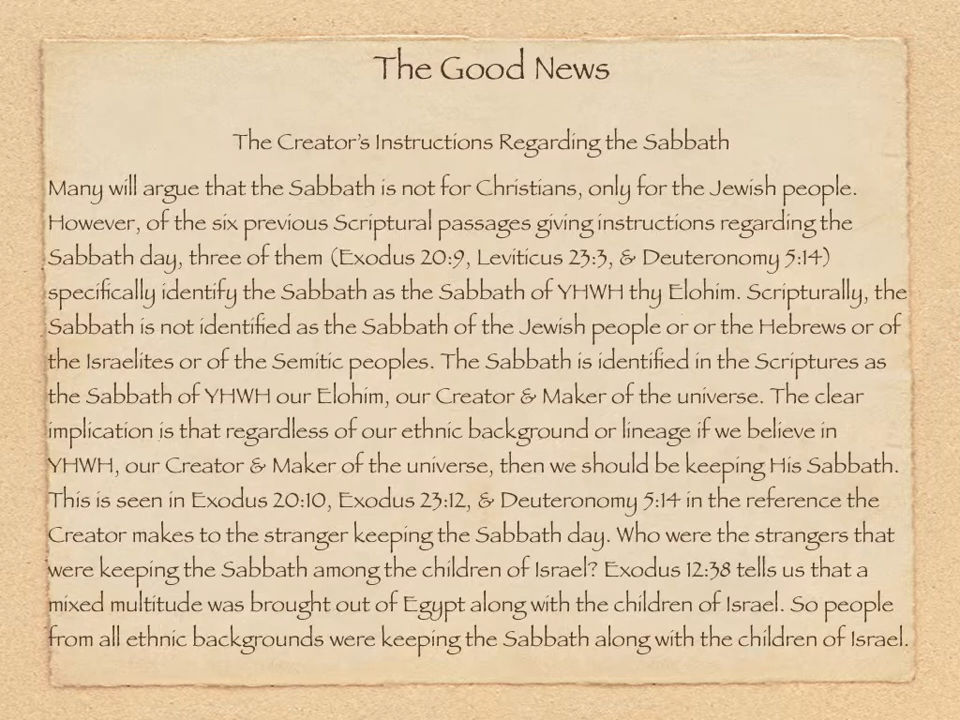 The Good News
The Creator's Instructions Regarding the Sabbath
Many will argue that the Sabbath is not for Christians, only for the Jewish people.
However, of the six previous Scriptural passages giving instructions regarding the
Sabbath day, three of them (Exodus 20:9, Leviticus 23:3, & Deuteronomy 5:14)
specifically identify the Sabbath as the Sabbath of YHWH thy Elohim. Scripturally, the
Sabbath is not identified as the Sabbath of the Jewish people or or the Hebrews or of
the Israelites or of the Semitic peoples. The Sabbath is identified in the Scriptures as
the Sabbath of YHWH our Elohim, our Creator & Maker of the universe. The clear
implication is that regardless of our ethnic background or lineage if we believe in
YHWH, our Creator & Maker of the universe, then we should be keeping His Sabbath.
This is seen in Exodus 20:10, Exodus 23:12, & Deuteronomy 5:14 in the reference the
Creator makes to the stranger keeping the Sabbath day. Who were the strangers that
were keeping the Sabbath among the children of Israel? Exodus 12:38 tells us that a
mixed multitude was brought out of Egypt along with the children of Israel. So people
from all ethnic backgrounds were keeping the Sabbath along with the children of Israel.